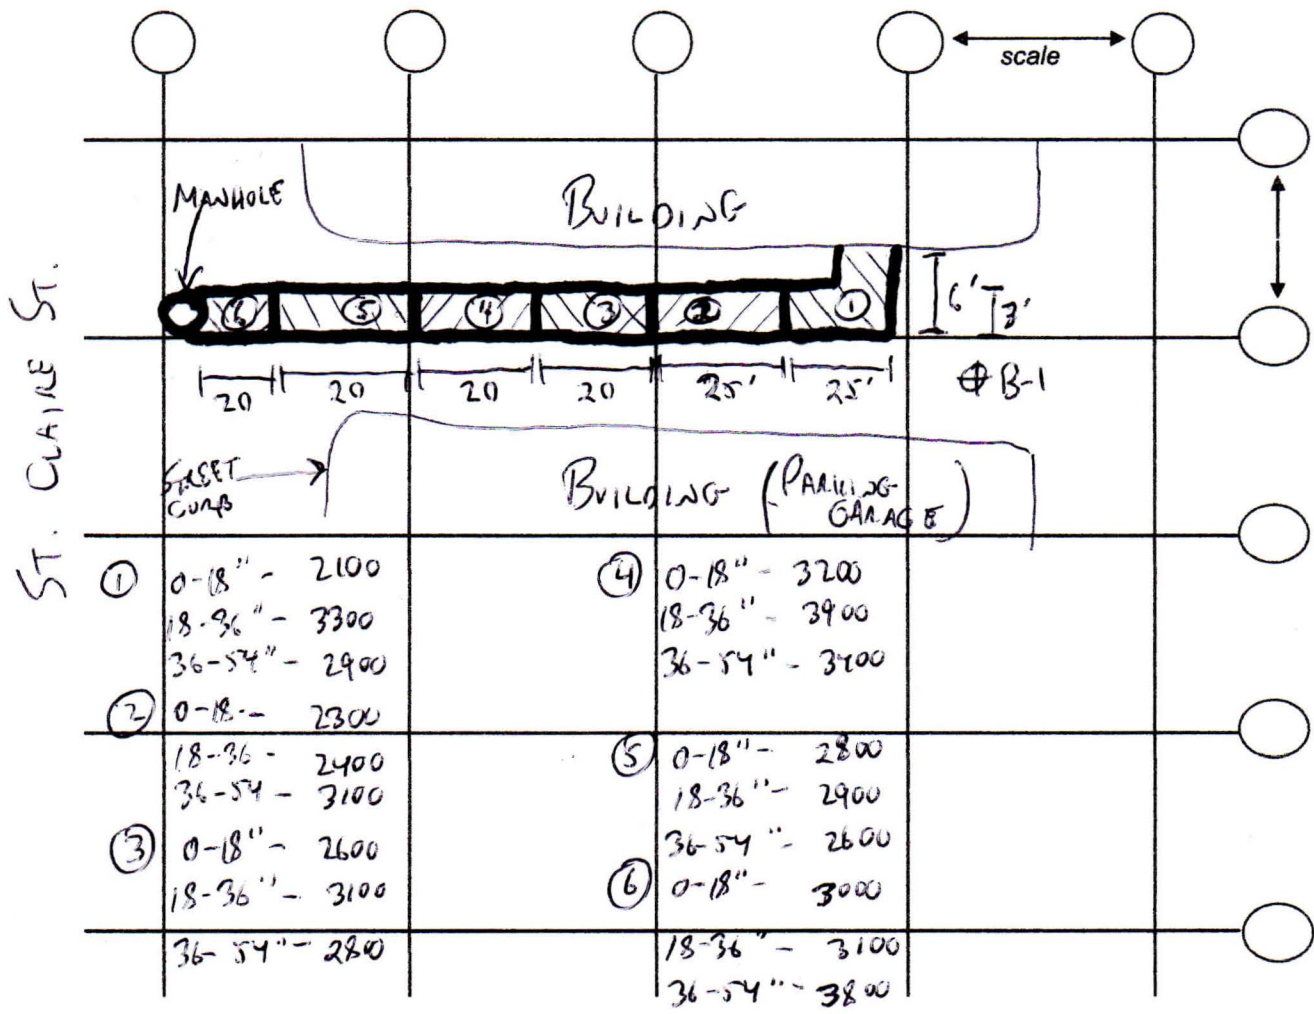 scale
MANHOLE
BUILDING
ST. CLAIRE ST.
6 5 4 3 2 1
6' 3'
20 20 20 20 25' 25'
B-1
STREET CURB
BUILDING (PARKING GARAGE)
1 0-18" - 2100
18-36" - 3300
36-54" - 2900
2 0-18 - 2300
18-36 - 2400
36-54 - 3100
3 0-18" - 2600
18-36" - 3100
36-54" - 2800
4 0-18" - 3200
18-36" - 3900
36-54" - 3400
5 0-18" - 2800
18-36" - 2900
36-54" - 2600
6 0-18" - 3000
18-36" - 3100
36-54" - 3800